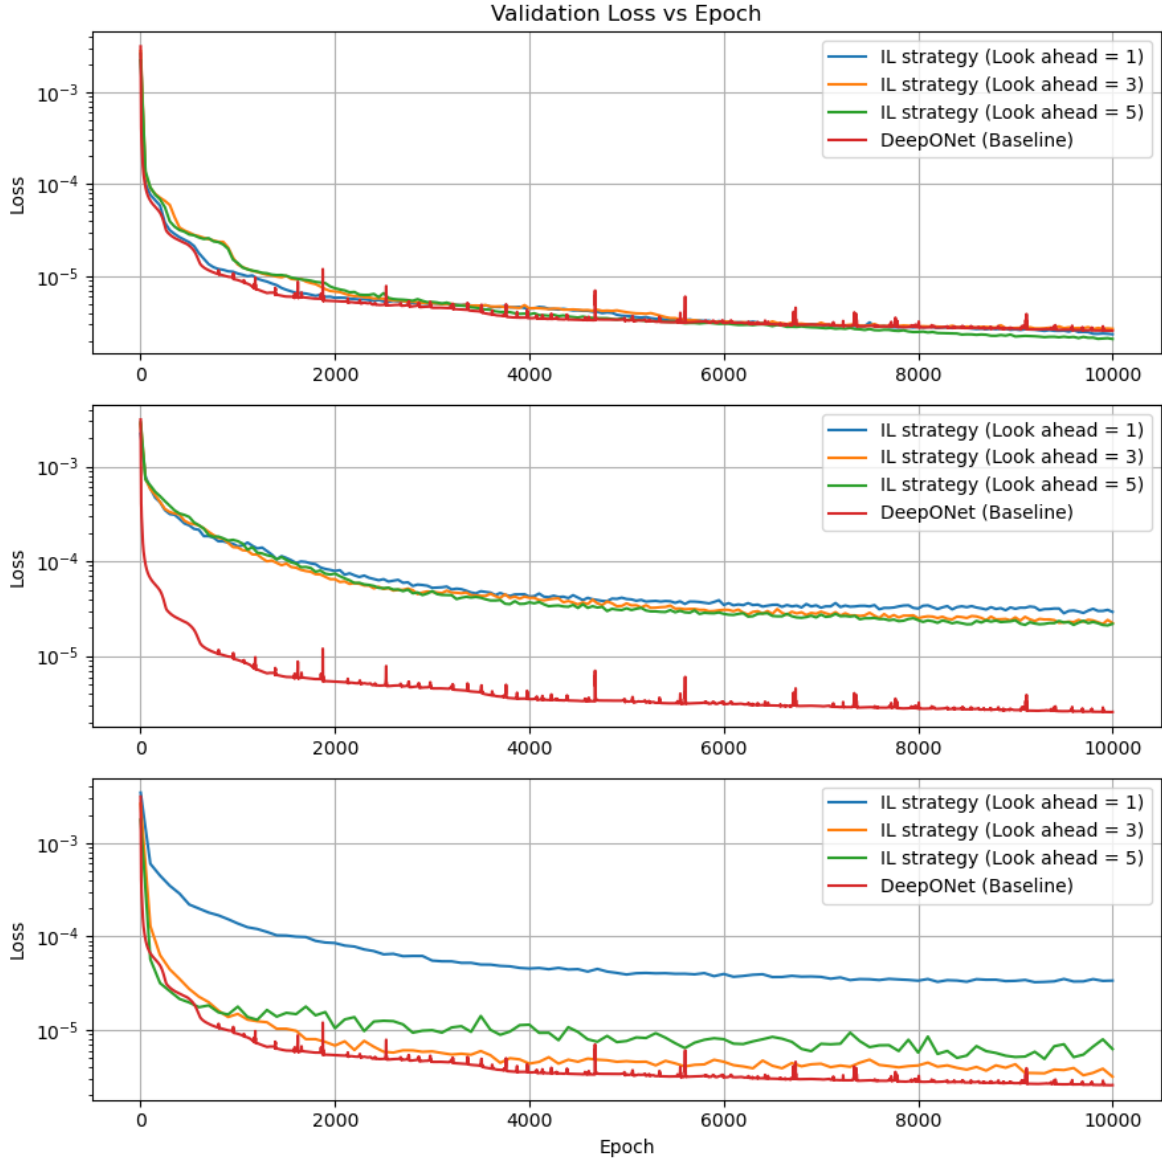 Validation Loss vs Epoch
IL strategy (Look ahead = 1)
IL strategy (Look ahead = 3)
IL strategy (Look ahead = 5)
DeepONet (Baseline)
Loss
10⁻³
10⁻⁴
10⁻⁵
0 2000 4000 6000 8000 10000
IL strategy (Look ahead = 1)
IL strategy (Look ahead = 3)
IL strategy (Look ahead = 5)
DeepONet (Baseline)
Loss
10⁻³
10⁻⁴
10⁻⁵
0 2000 4000 6000 8000 10000
IL strategy (Look ahead = 1)
IL strategy (Look ahead = 3)
IL strategy (Look ahead = 5)
DeepONet (Baseline)
Loss
10⁻³
10⁻⁴
10⁻⁵
0 2000 4000 6000 8000 10000
Epoch